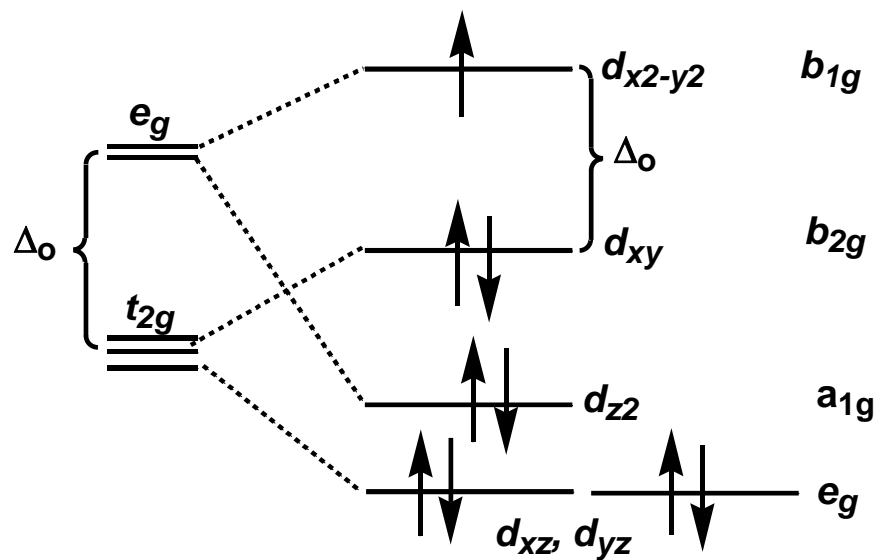 d_x2-y2 b_1g
e_g
Δ_o
Δ_o
d_xy b_2g
t_2g
d_z2 a_1g
e_g
d_xz, d_yz